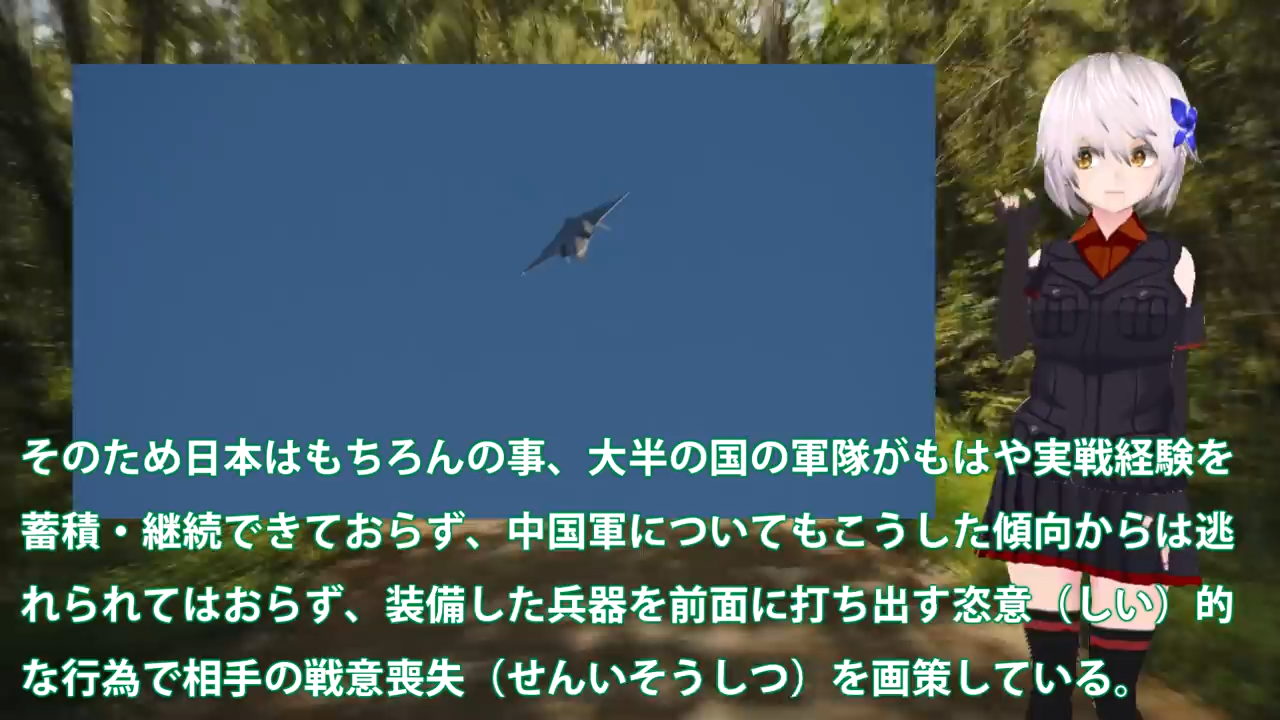 そのため日本はもちろんの事、大半の国の軍隊がもはや実戦経験を
蓄積・継続できておらず、中国軍についてもこうした傾向からは逃
れられてはおらず、装備した兵器を前面に打ち出す恣意（しい）的
な行為で相手の戦意喪失（せんいそうしつ）を画策している。